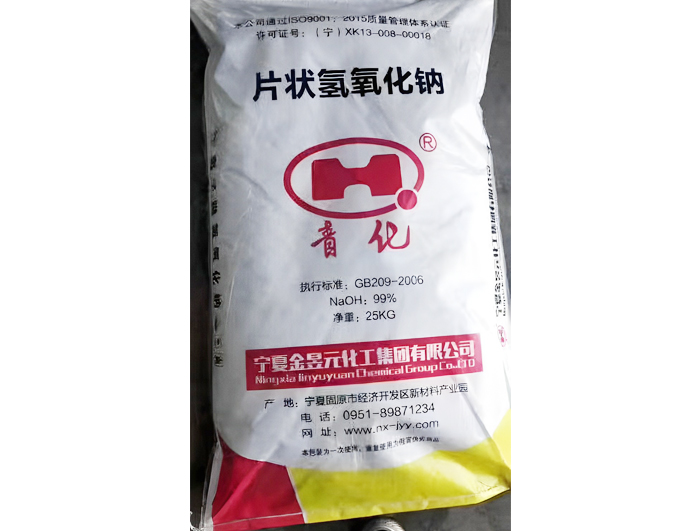 本公司通过ISO9001：2015质量管理体系认证
许可证号：（宁）XK13-008-00018
片状氢氧化钠
®
音化
执行标准：GB209-2006
NaOH：99%
净重：25KG
宁夏金昱元化工集团有限公司
Ningxia Jinyuyuan Chemical Group Co.,LTD
产 地：宁夏固原市经济开发区新材料产业园
电 话：0951-89871234
网 址：www.nx-jyy.com